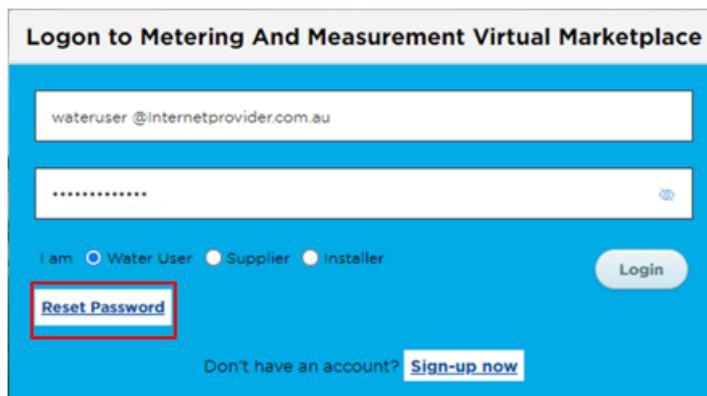 Logon to Metering And Measurement Virtual Marketplace
wateruser @Internetprovider.com.au
•••••••••••••
I am Water User Supplier Installer
Login
Reset Password
Don't have an account? Sign-up now